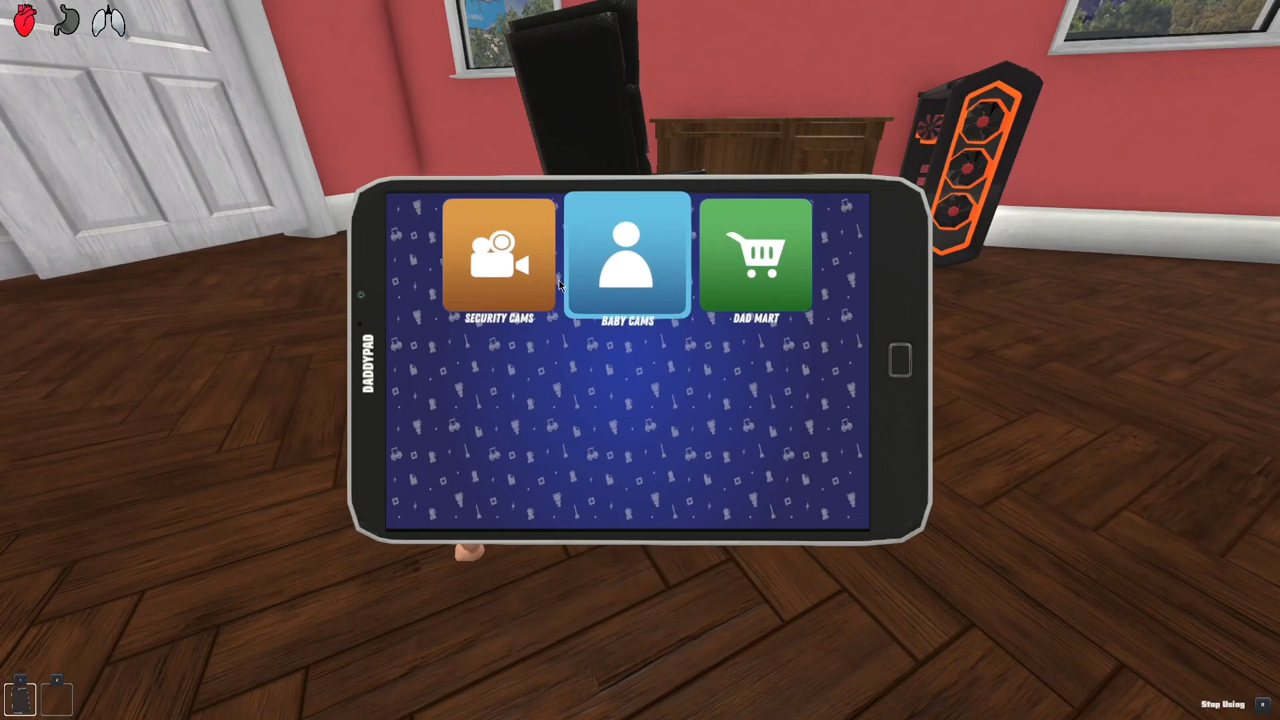 SECURITY CAMS
BABY CAMS
DAD MART
DADDYPAD
Stop Using